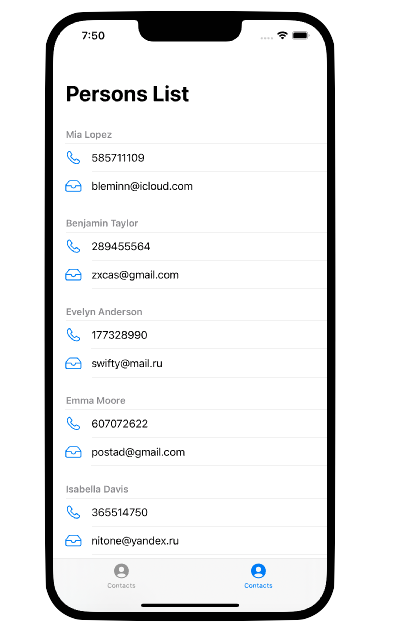 7:50
Persons List
Mia Lopez
585711109
bleminn@icloud.com
Benjamin Taylor
289455564
zxcas@gmail.com
Evelyn Anderson
177328990
swifty@mail.ru
Emma Moore
607072622
postad@gmail.com
Isabella Davis
365514750
nitone@yandex.ru
Contacts Contacts